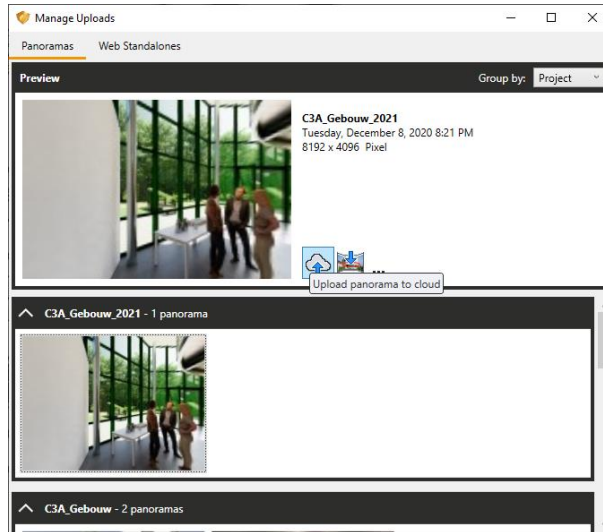 Manage Uploads
Panoramas Web Standalones
Preview Group by: Project
C3A_Gebouw_2021
Tuesday, December 8, 2020 8:21 PM
8192 x 4096 Pixel
...
Upload panorama to cloud
C3A_Gebouw_2021 - 1 panorama
C3A_Gebouw - 2 panoramas